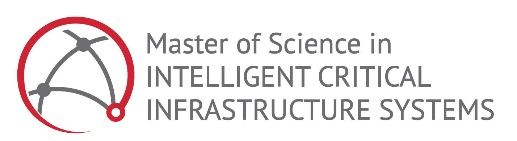 Master of Science in
INTELLIGENT CRITICAL
INFRASTRUCTURE SYSTEMS